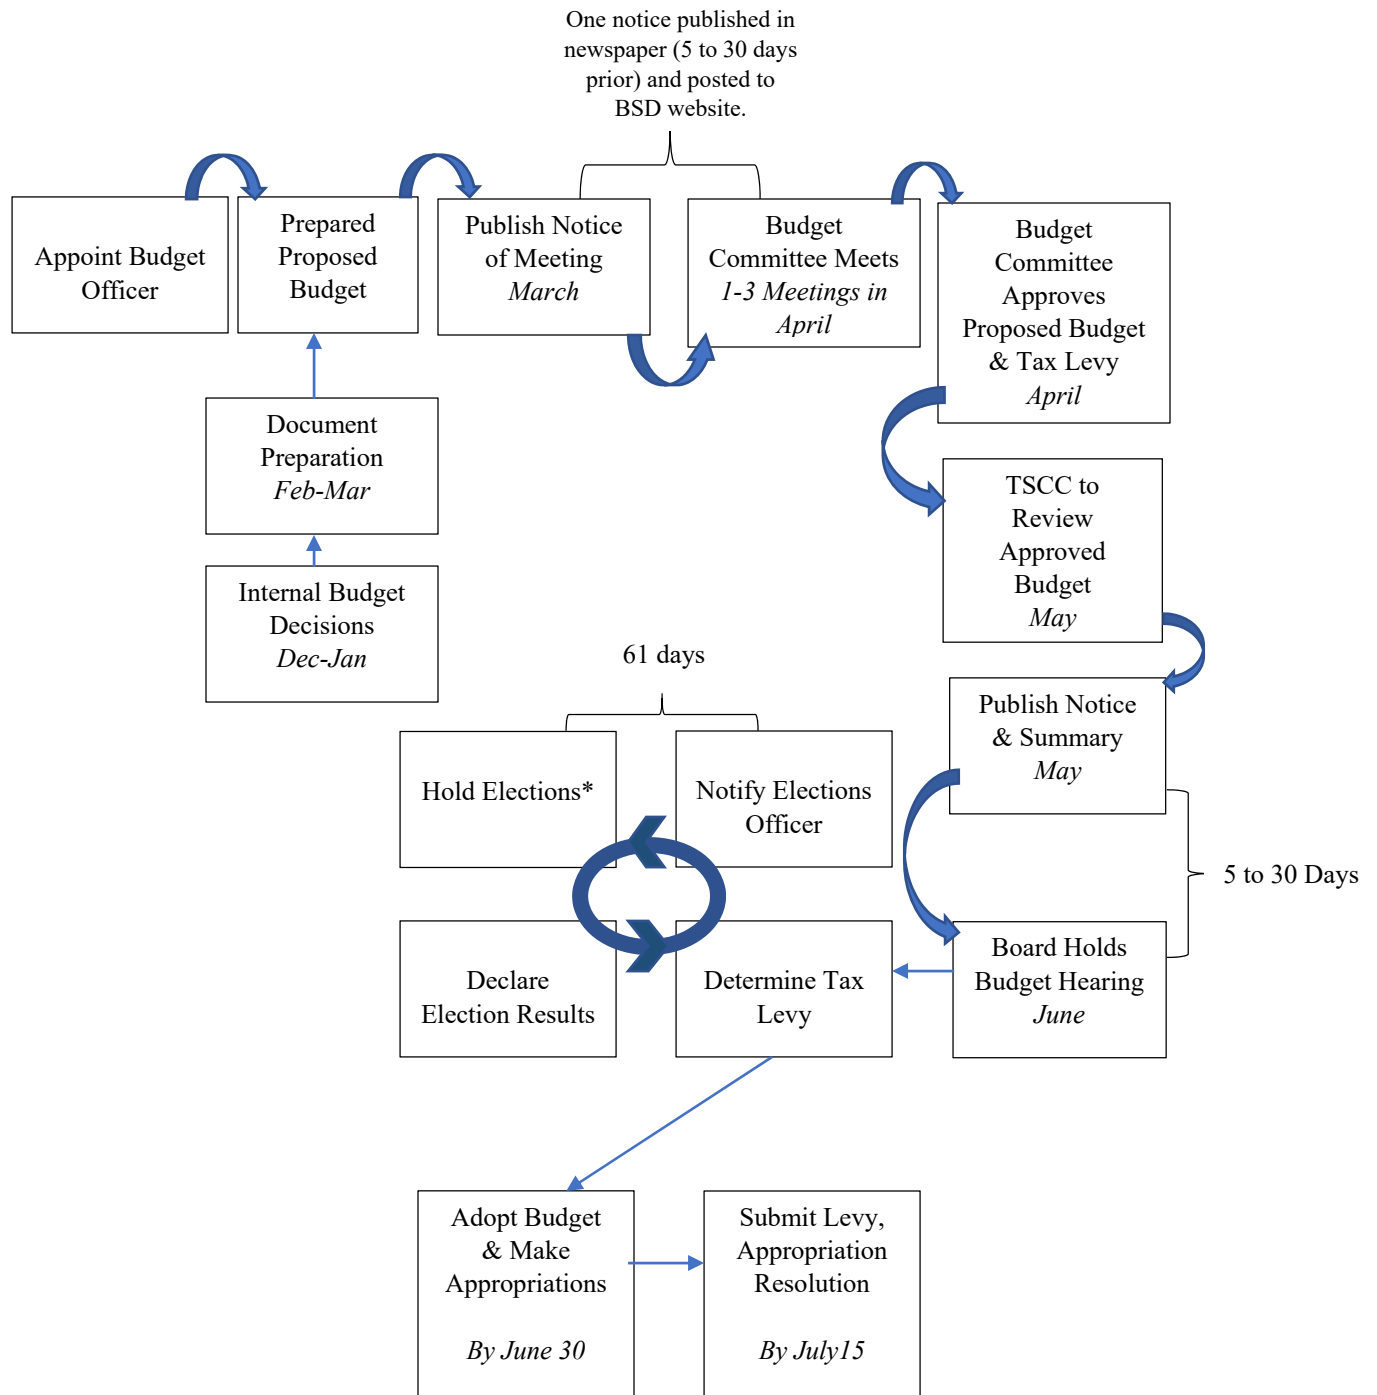 One notice published in
newspaper (5 to 30 days
prior) and posted to
BSD website.
Appoint Budget
Officer
Prepared
Proposed
Budget
Publish Notice
of Meeting
March
Budget
Committee Meets
1-3 Meetings in
April
Budget
Committee
Approves
Proposed Budget
& Tax Levy
April
Document
Preparation
Feb-Mar
Internal Budget
Decisions
Dec-Jan
TSCC to
Review
Approved
Budget
May
61 days
Publish Notice
& Summary
May
Hold Elections*
Notify Elections
Officer
5 to 30 Days
Declare
Election Results
Determine Tax
Levy
Board Holds
Budget Hearing
June
Adopt Budget
& Make
Appropriations
By June 30
Submit Levy,
Appropriation
Resolution
By July15